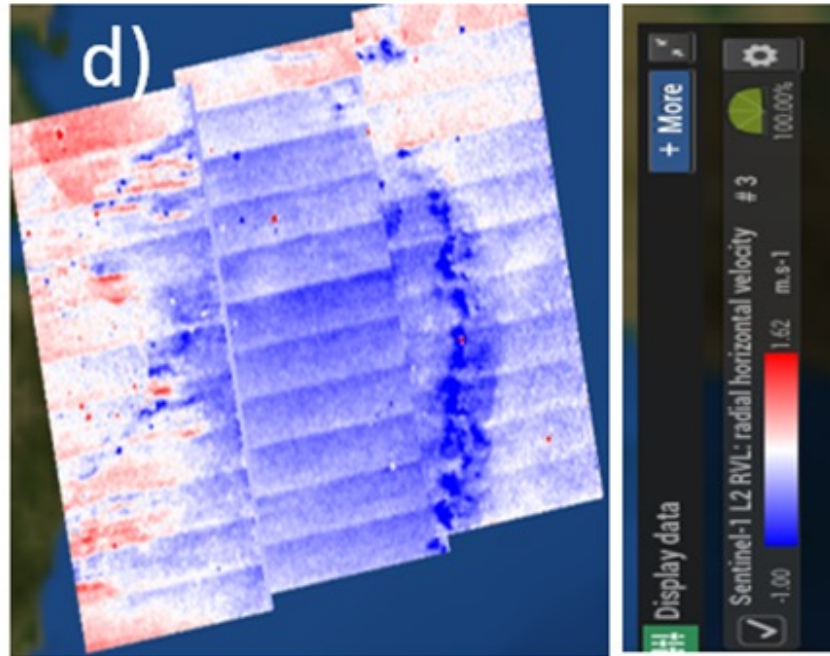 d)
Display data
+ More
Sentinel-1 L2 RVL: radial horizontal velocity # 3
-1.00 1.62 m.s-1 100.00%